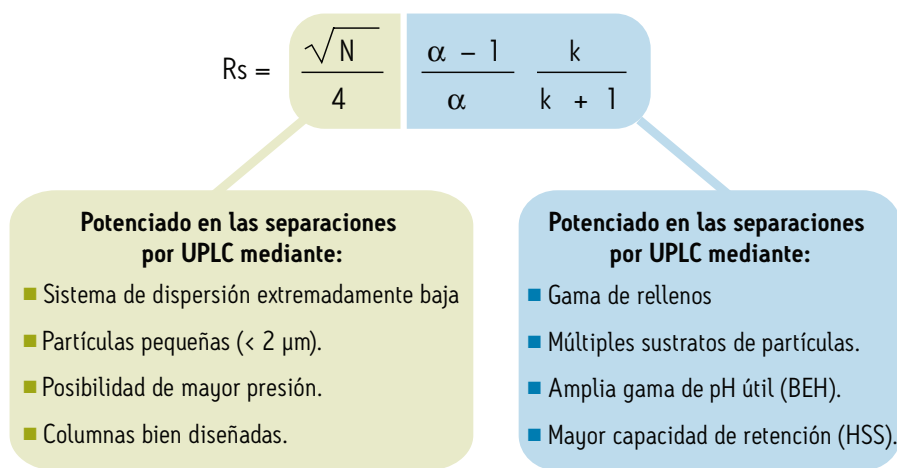 Rs = √N / 4   α – 1 / α   k / k + 1
Potenciado en las separaciones
por UPLC mediante:
Sistema de dispersión extremadamente baja
Partículas pequeñas (< 2 µm).
Posibilidad de mayor presión.
Columnas bien diseñadas.
Potenciado en las separaciones
por UPLC mediante:
Gama de rellenos
Múltiples sustratos de partículas.
Amplia gama de pH útil (BEH).
Mayor capacidad de retención (HSS).